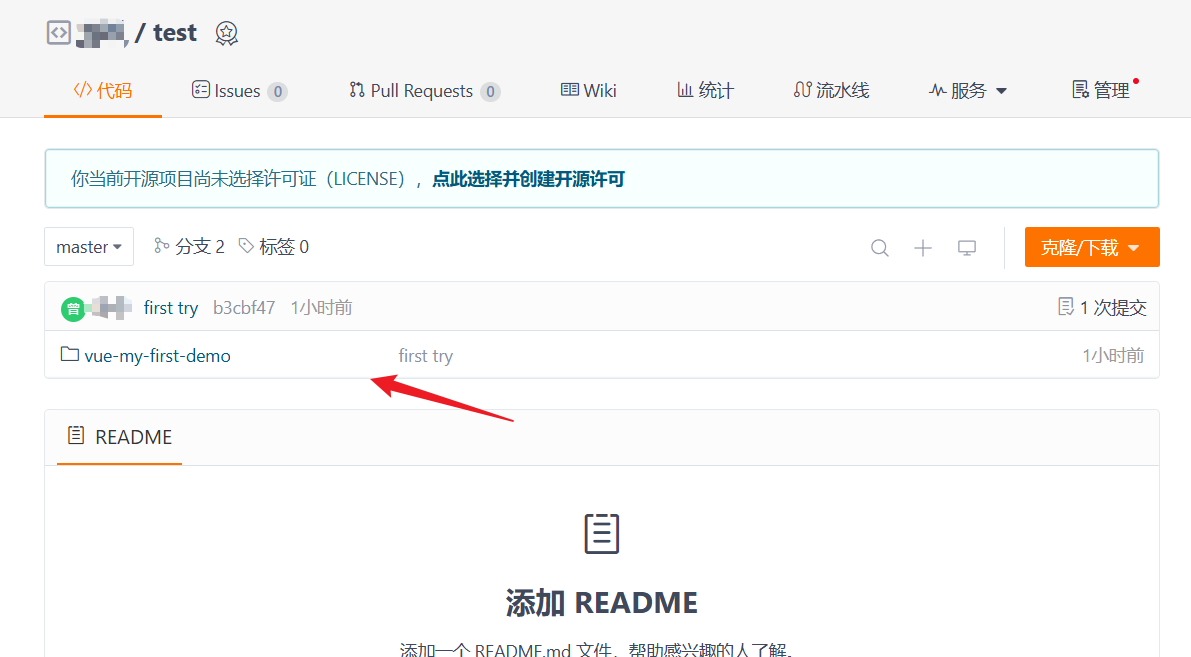 / test
代码 Issues 0 Pull Requests 0 Wiki 统计 流水线 服务 管理
你当前开源项目尚未选择许可证（LICENSE），点此选择并创建开源许可
master 分支 2 标签 0 克隆/下载
曾 first try b3cbf47 1小时前 1 次提交
vue-my-first-demo first try 1小时前
README
添加 README
添加一个 README.md 文件，帮助感兴趣的人了解。